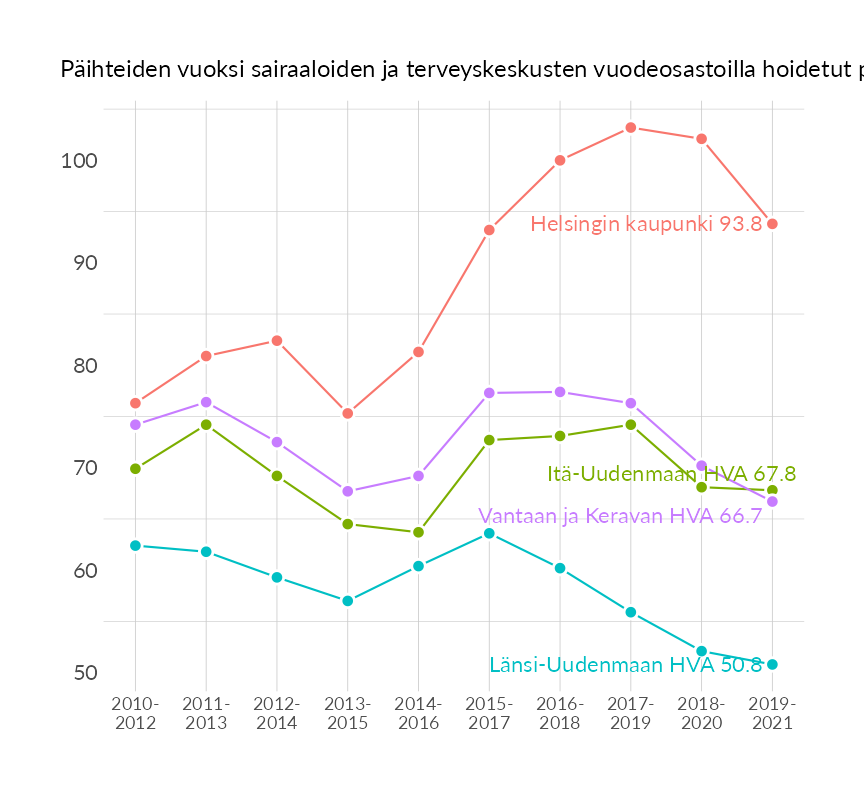 Päihteiden vuoksi sairaaloiden ja terveyskeskusten vuodeosastoilla hoidetut
100
90
80
70
60
50
Helsingin kaupunki 93.8
Itä-Uudenmaan HVA 67.8
Vantaan ja Keravan HVA 66.7
Länsi-Uudenmaan HVA 50.8
2010- 2011- 2012- 2013- 2014- 2015- 2016- 2017- 2018- 2019-
2012 2013 2014 2015 2016 2017 2018 2019 2020 2021